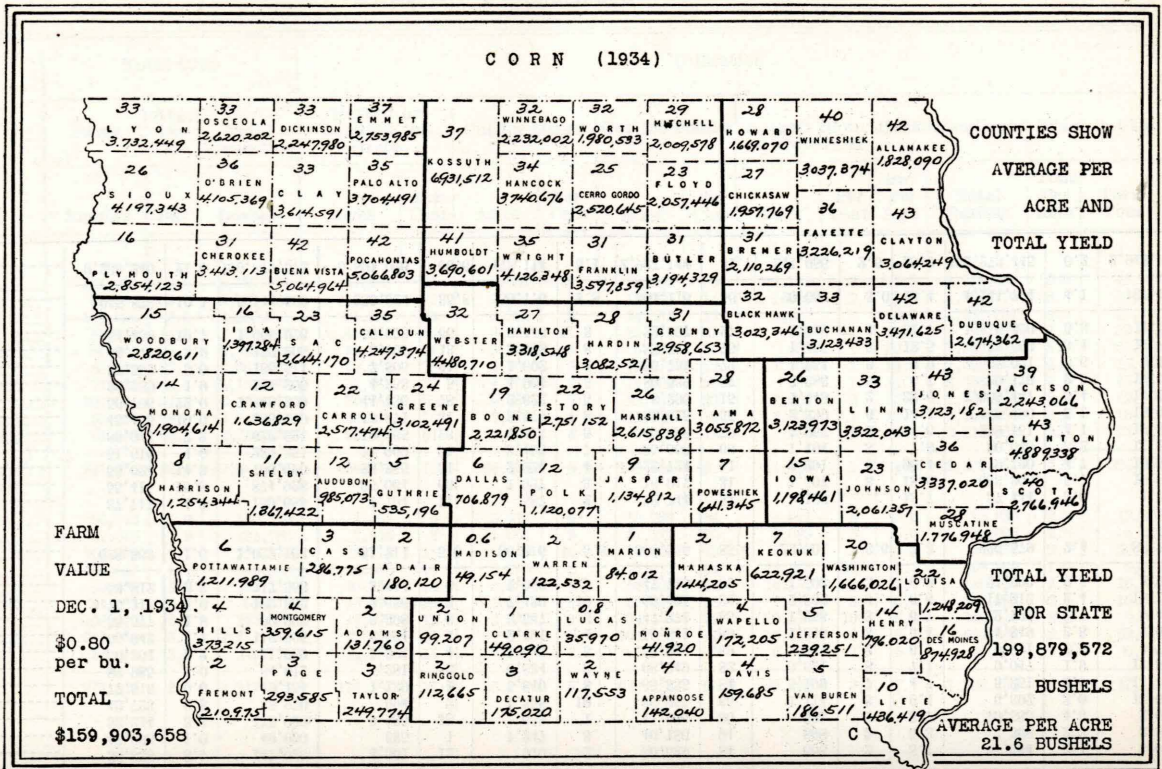 CORN (1934)
COUNTIES SHOW
AVERAGE PER
ACRE AND
TOTAL YIELD
33
LYON
3,732,449
33
OSCEOLA
2,620,202
33
DICKINSON
2,247,980
37
EMMET
2,753,985
37
KOSSUTH
6,931,512
32
WINNEBAGO
2,232,002
32
WORTH
1,980,533
29
MITCHELL
2,009,578
28
HOWARD
1,669,070
40
WINNESHIEK
3,037,874
42
ALLAMAKEE
1,828,090
26
SIOUX
4,197,343
36
O'BRIEN
4,105,369
33
CLAY
3,614,591
35
PALO ALTO
3,704,491
34
HANCOCK
3,740,676
25
CERRO GORDO
2,520,645
23
FLOYD
2,057,446
27
CHICKASAW
1,957,769
36
FAYETTE
3,226,219
43
CLAYTON
3,064,249
16
PLYMOUTH
2,854,123
31
CHEROKEE
3,413,113
42
BUENA VISTA
5,064,964
42
POCAHONTAS
5,066,803
41
HUMBOLDT
3,690,601
35
WRIGHT
4,126,348
31
FRANKLIN
3,597,859
31
BUTLER
3,194,329
31
BREMER
2,110,269
15
WOODBURY
2,820,611
16
IDA
1,397,284
23
SAC
2,644,170
35
CALHOUN
4,247,374
32
WEBSTER
4,480,710
27
HAMILTON
3,318,548
28
HARDIN
3,082,521
31
GRUNDY
2,958,653
32
BLACK HAWK
3,023,346
33
BUCHANAN
3,123,433
42
DELAWARE
3,471,625
42
DUBUQUE
2,674,362
14
MONONA
1,904,614
12
CRAWFORD
1,636,829
22
CARROLL
2,517,474
24
GREENE
3,102,491
19
BOONE
2,221,850
22
STORY
2,751,152
26
MARSHALL
2,615,838
28
TAMA
3,055,872
26
BENTON
3,123,973
33
LINN
3,322,043
43
JONES
3,123,182
39
JACKSON
2,243,066
43
CLINTON
4,889,338
8
HARRISON
1,254,344
11
SHELBY
1,867,422
12
AUDUBON
985,073
5
GUTHRIE
535,196
6
DALLAS
706,879
12
POLK
1,120,077
9
JASPER
1,134,812
7
POWESHIEK
641,345
15
IOWA
1,198,461
23
JOHNSON
2,061,357
36
CEDAR
3,337,020
40
SCOTT
2,766,946
28
MUSCATINE
1,776,948
6
POTTAWATTAMIE
1,211,989
3
CASS
286,775
2
ADAIR
180,120
0.6
MADISON
49,154
2
WARREN
122,532
1
MARION
84,012
2
MAHASKA
144,205
7
KEOKUK
622,921
20
WASHINGTON
1,666,026
22
LOUISA
1,248,209
4
MILLS
373,215
4
MONTGOMERY
359,615
2
ADAMS
131,760
2
UNION
99,207
1
CLARKE
49,090
0.8
LUCAS
35,970
1
MONROE
41,920
4
WAPELLO
172,205
5
JEFFERSON
239,251
14
HENRY
796,020
16
DES MOINES
874,928
2
FREMONT
210,975
3
PAGE
293,585
3
TAYLOR
249,774
2
RINGGOLD
112,665
3
DECATUR
175,020
2
WAYNE
117,553
4
APPANOOSE
142,040
4
DAVIS
159,685
5
VAN BUREN
186,511
10
LEE
486,419
FARM
VALUE
DEC. 1, 1934
$0.80
per bu.
TOTAL
$159,903,658
TOTAL YIELD
FOR STATE
199,879,572
BUSHELS
C
AVERAGE PER ACRE
21.6 BUSHELS